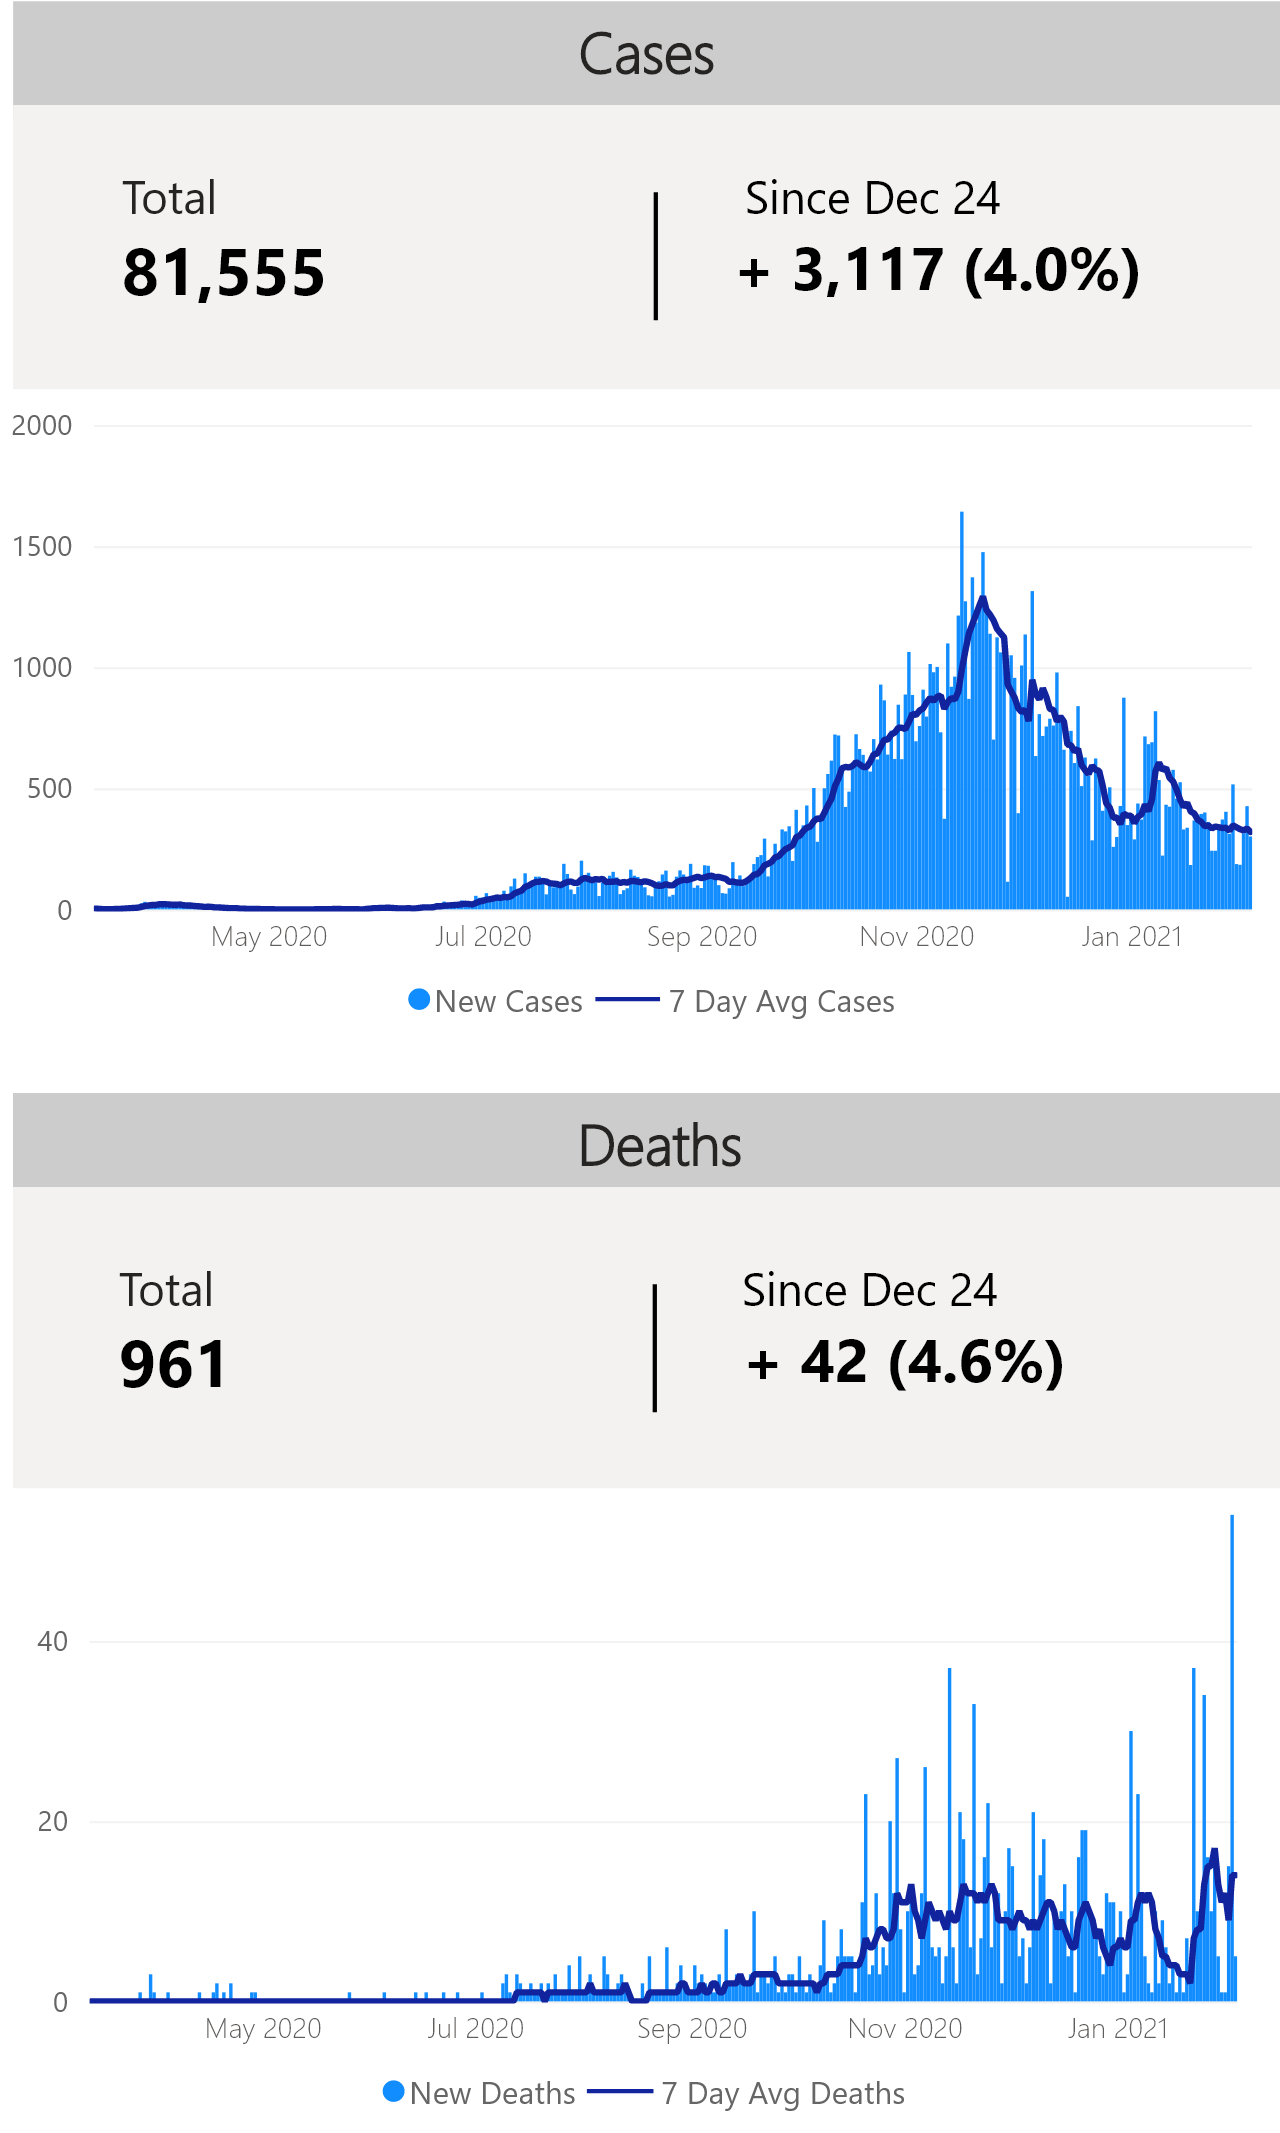 Cases
Total
Since Dec 24
81,555
+ 3,117 (4.0%)
2000
1500
1000
500
0
May 2020
Jul 2020
Sep 2020
Nov 2020
Jan 2021
New Cases
7 Day Avg Cases
Deaths
Total
Since Dec 24
961
+ 42 (4.6%)
40
20
0
May 2020
Jul 2020
Sep 2020
Nov 2020
Jan 2021
New Deaths
7 Day Avg Deaths